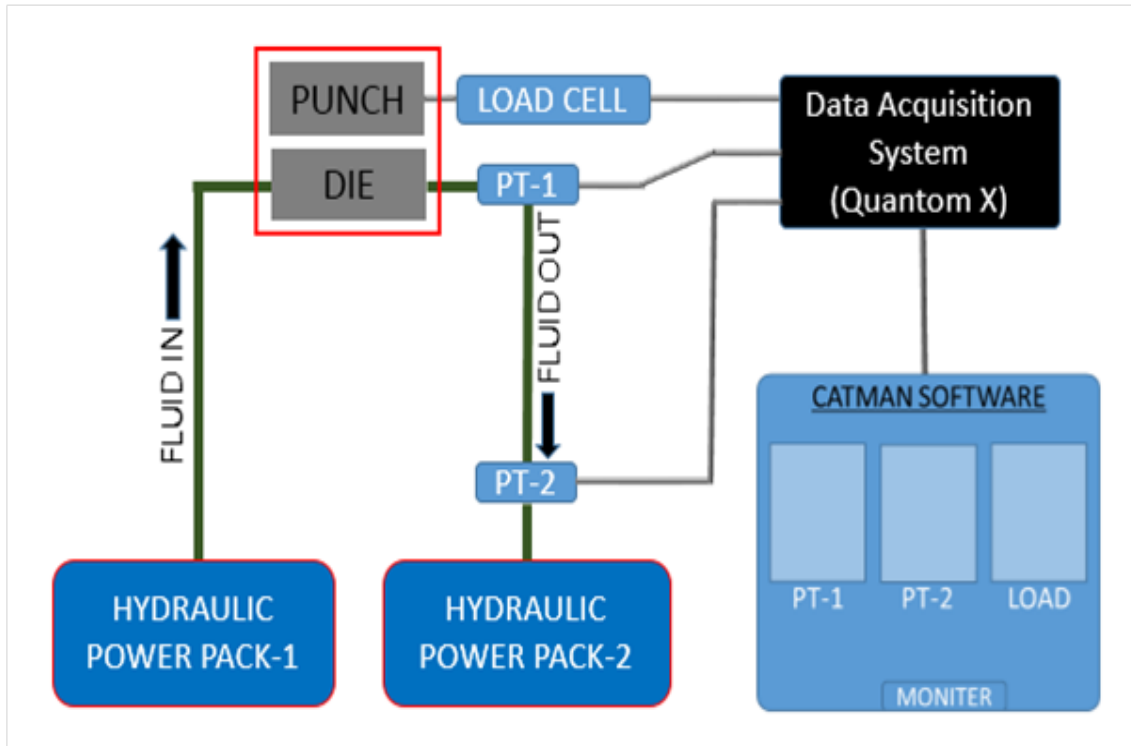 PUNCH
LOAD CELL
Data Acquisition
System
(Quantom X)
DIE
PT-1
FLUID IN
FLUID OUT
PT-2
CATMAN SOFTWARE
PT-1
PT-2
LOAD
MONITER
HYDRAULIC
POWER PACK-1
HYDRAULIC
POWER PACK-2